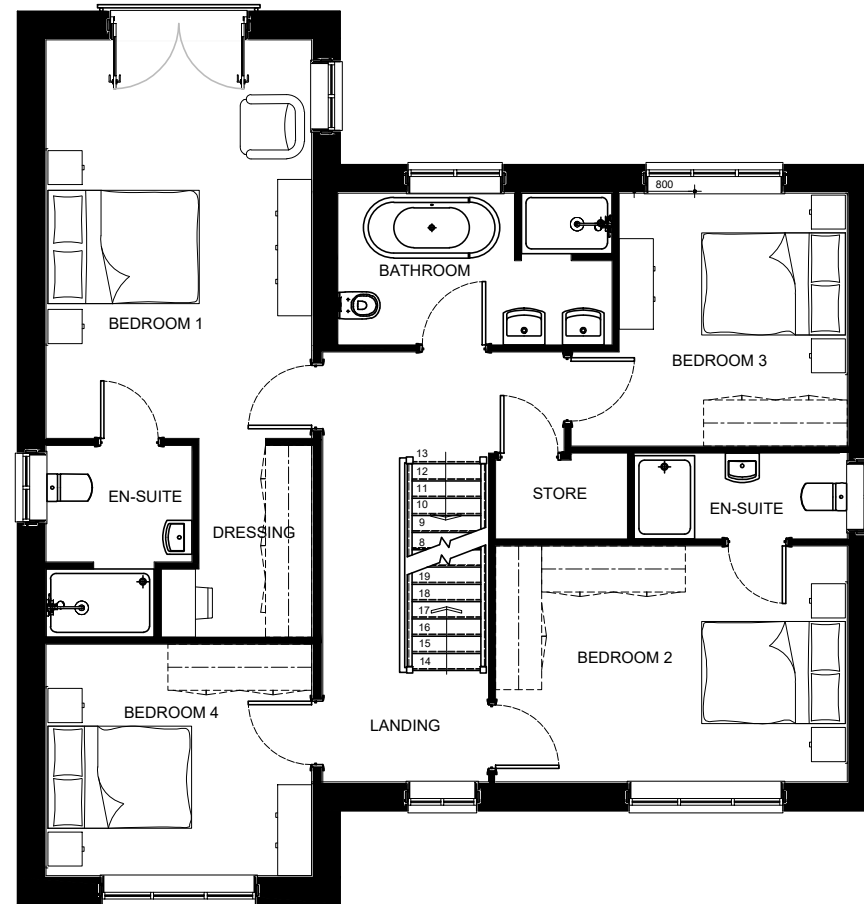 800
BATHROOM
BEDROOM 1
BEDROOM 3
13
12
11
10
9
8
19
18
17
16
15
14
EN-SUITE
STORE
EN-SUITE
DRESSING
BEDROOM 2
BEDROOM 4
LANDING